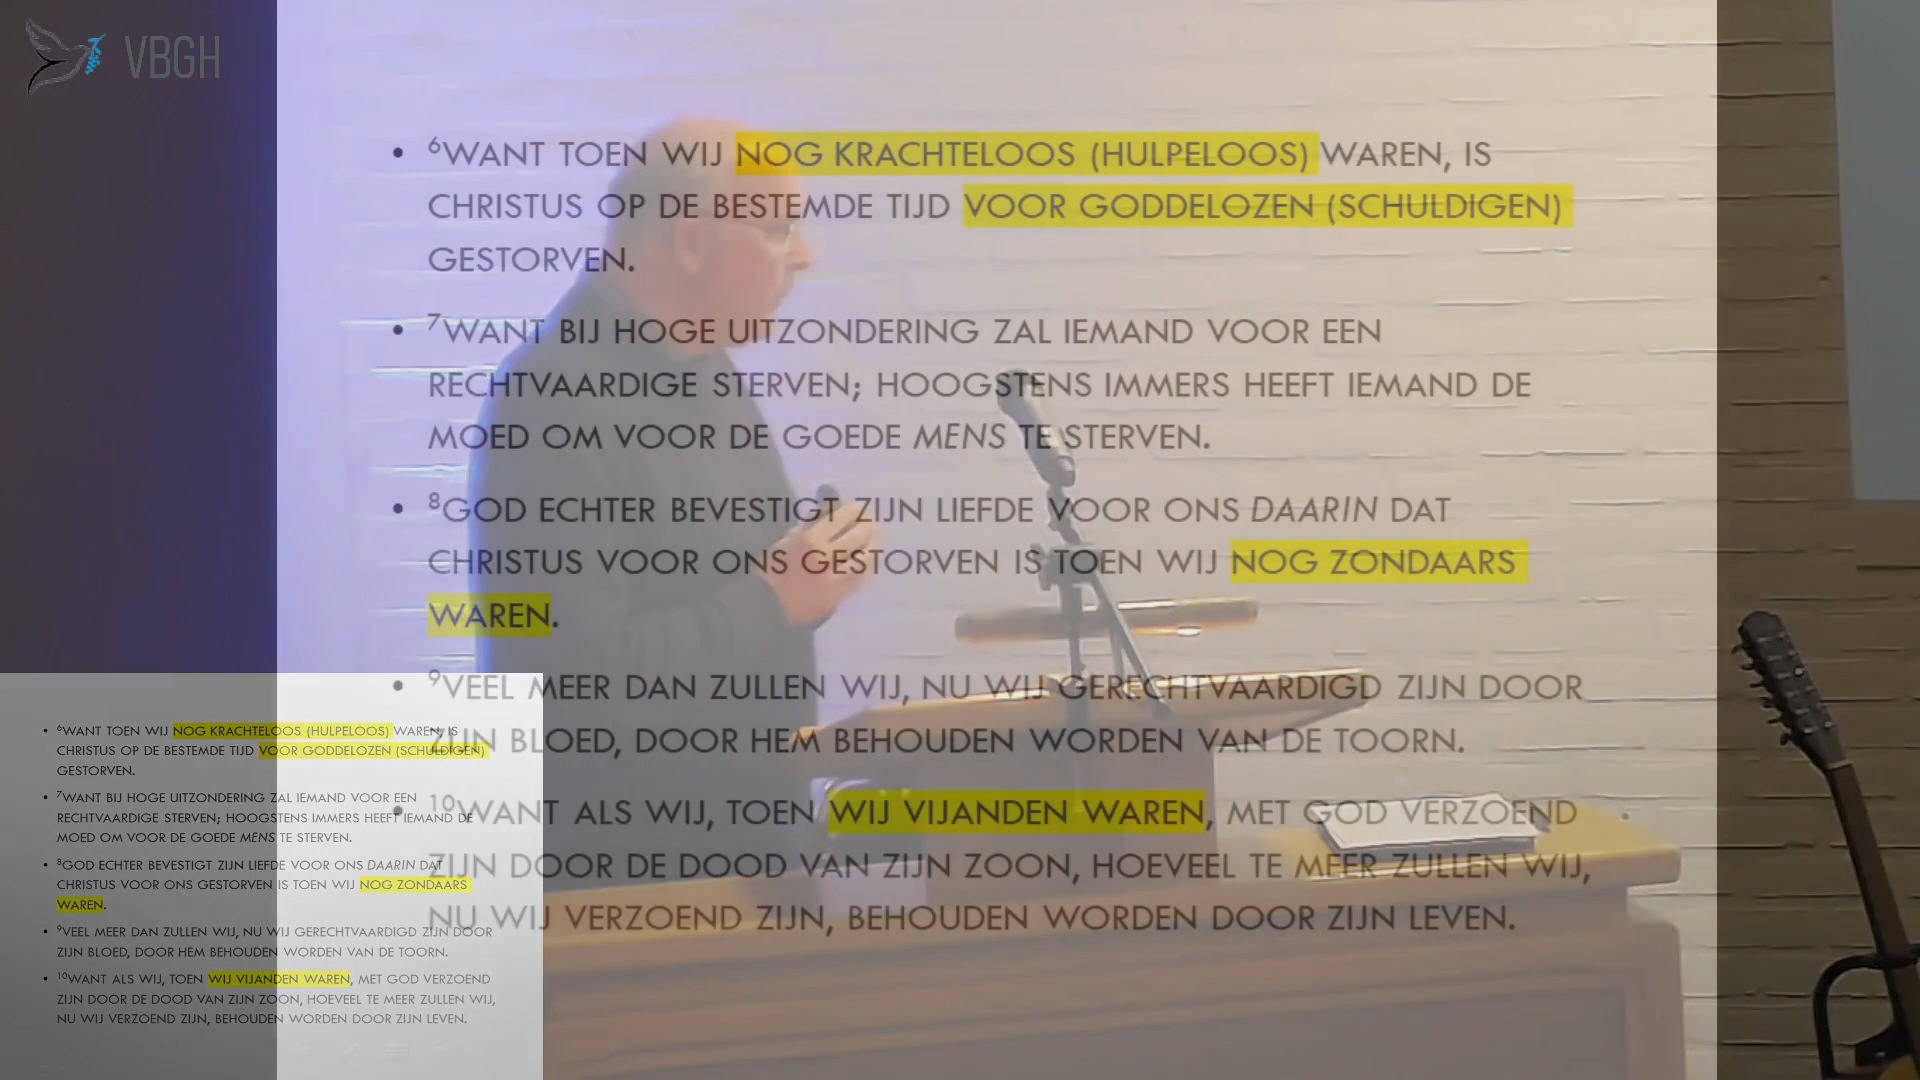 VBGH
• ⁶WANT TOEN WIJ NOG KRACHTELOOS (HULPELOOS) WAREN, IS
CHRISTUS OP DE BESTEMDE TIJD VOOR GODDELOZEN (SCHULDIGEN)
GESTORVEN.
• ⁷WANT BIJ HOGE UITZONDERING ZAL IEMAND VOOR EEN
RECHTVAARDIGE STERVEN; HOOGSTENS IMMERS HEEFT IEMAND DE
MOED OM VOOR DE GOEDE MENS TE STERVEN.
• ⁸GOD ECHTER BEVESTIGT ZIJN LIEFDE VOOR ONS DAARIN DAT
CHRISTUS VOOR ONS GESTORVEN IS TOEN WIJ NOG ZONDAARS
WAREN.
• ⁹VEEL MEER DAN ZULLEN WIJ, NU WIJ GERECHTVAARDIGD ZIJN DOOR
ZIJN BLOED, DOOR HEM BEHOUDEN WORDEN VAN DE TOORN.
• ¹⁰WANT ALS WIJ, TOEN WIJ VIJANDEN WAREN, MET GOD VERZOEND
ZIJN DOOR DE DOOD VAN ZIJN ZOON, HOEVEEL TE MEER ZULLEN WIJ,
NU WIJ VERZOEND ZIJN, BEHOUDEN WORDEN DOOR ZIJN LEVEN.
• ⁶WANT TOEN WIJ NOG KRACHTELOOS (HULPELOOS) WAREN, IS
CHRISTUS OP DE BESTEMDE TIJD VOOR GODDELOZEN (SCHULDIGEN)
GESTORVEN.
• ⁷WANT BIJ HOGE UITZONDERING ZAL IEMAND VOOR EEN
RECHTVAARDIGE STERVEN; HOOGSTENS IMMERS HEEFT IEMAND DE
MOED OM VOOR DE GOEDE MENS TE STERVEN.
• ⁸GOD ECHTER BEVESTIGT ZIJN LIEFDE VOOR ONS DAARIN DAT
CHRISTUS VOOR ONS GESTORVEN IS TOEN WIJ NOG ZONDAARS
WAREN.
• ⁹VEEL MEER DAN ZULLEN WIJ, NU WIJ GERECHTVAARDIGD ZIJN DOOR
ZIJN BLOED, DOOR HEM BEHOUDEN WORDEN VAN DE TOORN.
• ¹⁰WANT ALS WIJ, TOEN WIJ VIJANDEN WAREN, MET GOD VERZOEND
ZIJN DOOR DE DOOD VAN ZIJN ZOON, HOEVEEL TE MEER ZULLEN WIJ,
NU WIJ VERZOEND ZIJN, BEHOUDEN WORDEN DOOR ZIJN LEVEN.